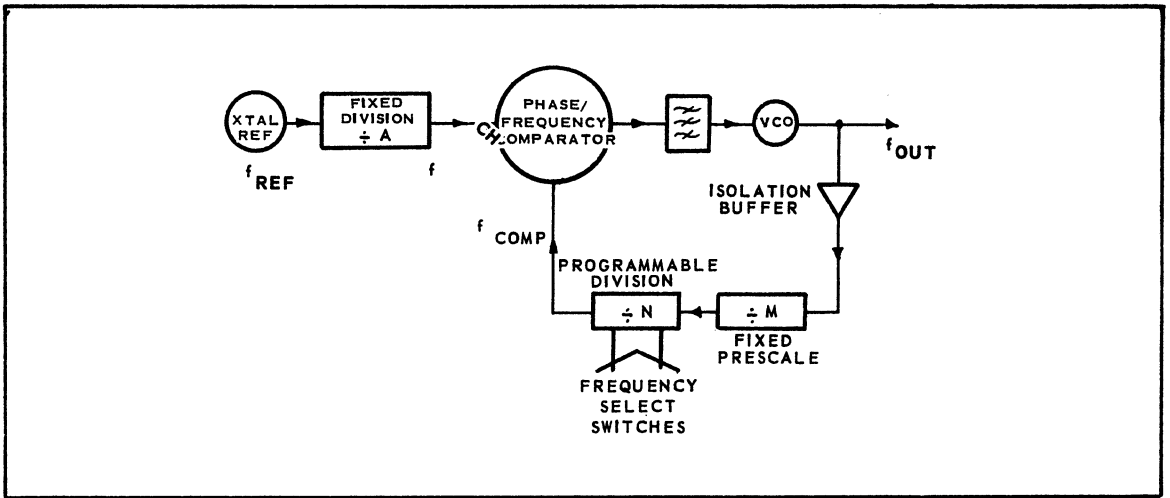 XTAL
REF
f REF
FIXED
DIVISION
÷ A
f
CH
PHASE/
FREQUENCY
COMPARATOR
VCO
f OUT
ISOLATION
BUFFER
f COMP
PROGRAMMABLE
DIVISION
÷ N
÷ M
FIXED
PRESCALE
FREQUENCY
SELECT
SWITCHES